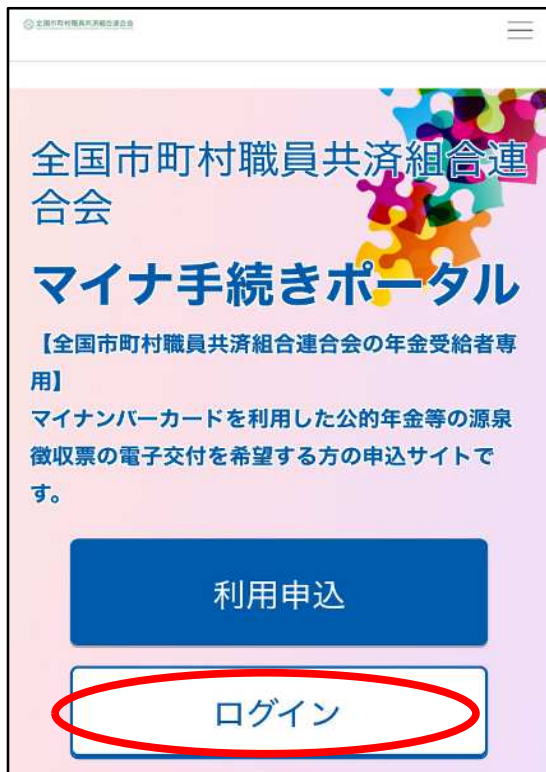 全国市町村職員共済組合連合会
全国市町村職員共済組合連
合会
マイナ手続きポータル
【全国市町村職員共済組合連合会の年金受給者専
用】
マイナンバーカードを利用した公的年金等の源泉
徴収票の電子交付を希望する方の申込サイトで
す。
利用申込
ログイン